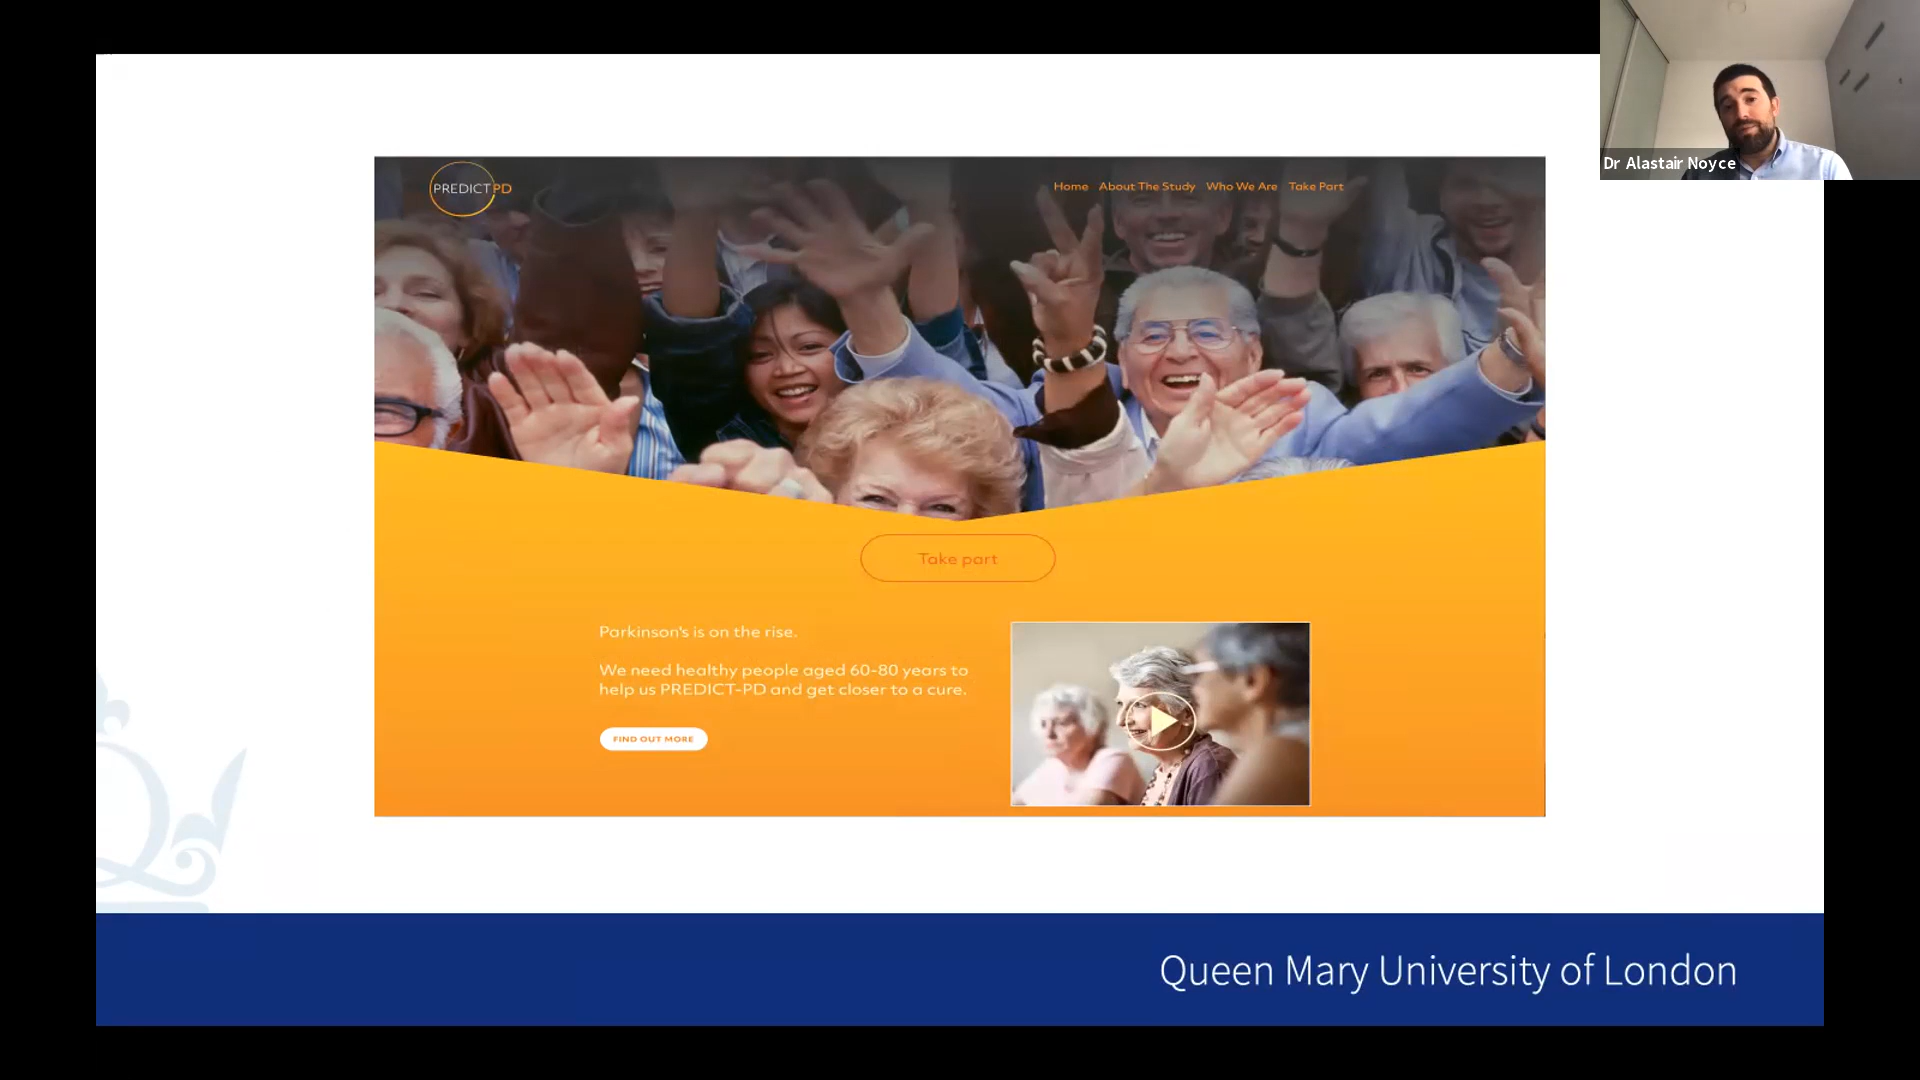 Dr Alastair Noyce
PREDICT PD
Home About The Study Who We Are Take Part
Take part
Parkinson's is on the rise.
We need healthy people aged 60-80 years to
help us PREDICT-PD and get closer to a cure.
FIND OUT MORE
Queen Mary University of London